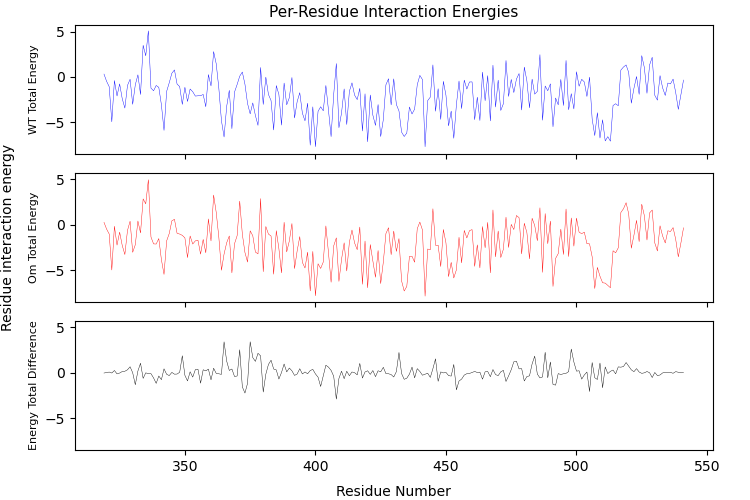 Per-Residue Interaction Energies
Residue interaction energy
WT Total Energy
5
0
−5
Om Total Energy
5
0
−5
Energy Total Difference
5
0
−5
350
400
450
500
550
Residue Number